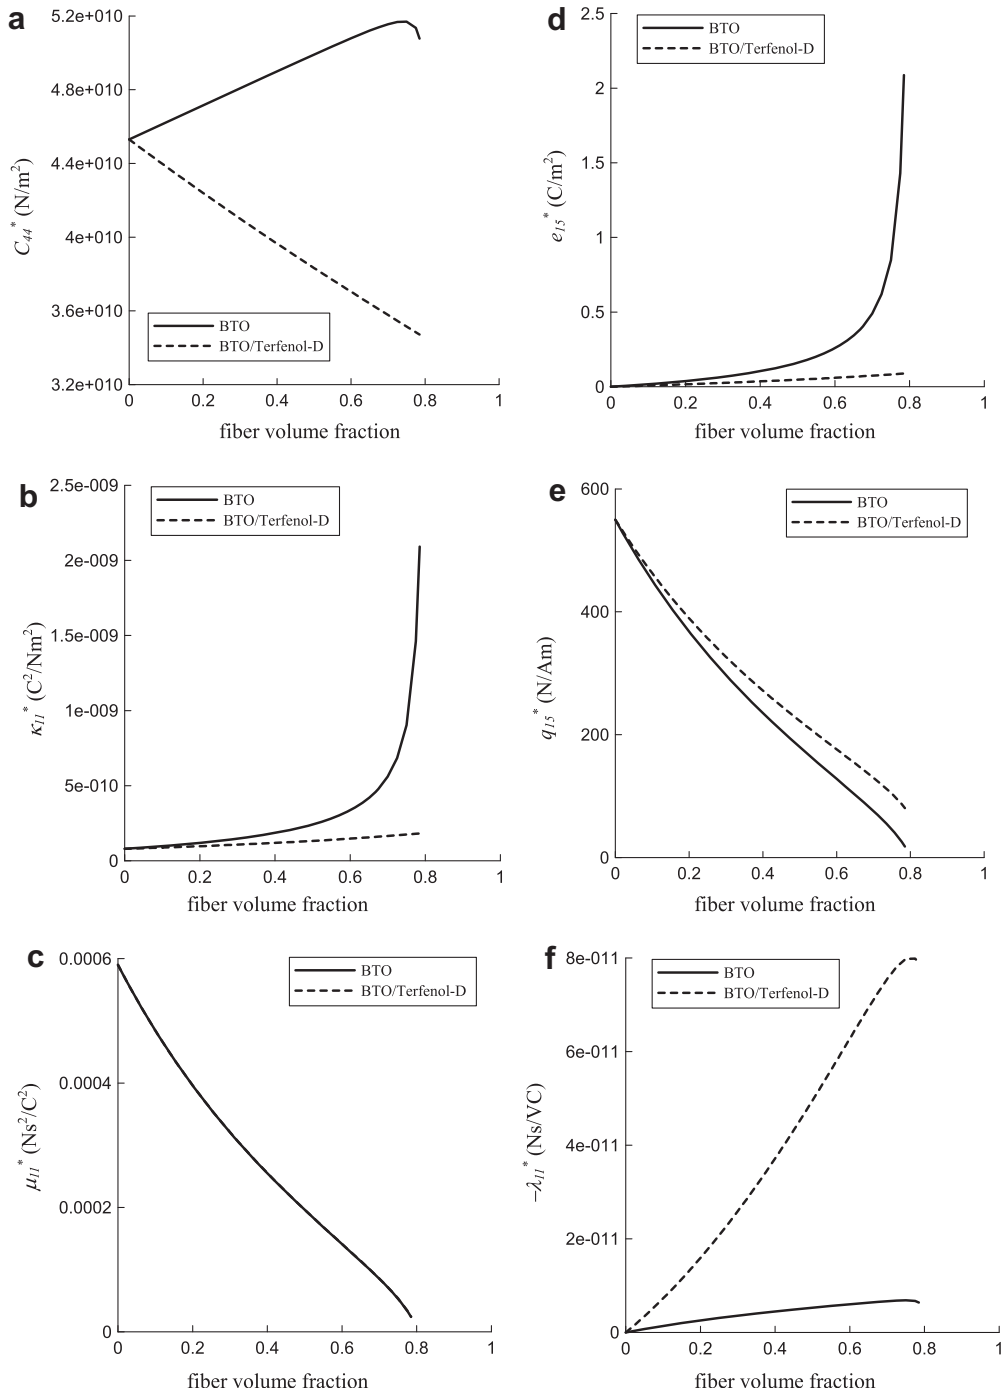 a
5.2e+010
4.8e+010
4.4e+010
4e+010
3.6e+010
3.2e+010
C44* (N/m2)
BTO
BTO/Terfenol-D
0 0.2 0.4 0.6 0.8 1
fiber volume fraction
d
2.5
2
1.5
1
0.5
0
e15* (C/m2)
BTO
BTO/Terfenol-D
0 0.2 0.4 0.6 0.8 1
fiber volume fraction
b
2.5e-009
2e-009
1.5e-009
1e-009
5e-010
0
κ11* (C2/Nm2)
BTO
BTO/Terfenol-D
0 0.2 0.4 0.6 0.8 1
fiber volume fraction
e
600
400
200
0
q15* (N/Am)
BTO
BTO/Terfenol-D
0 0.2 0.4 0.6 0.8 1
fiber volume fraction
c
0.0006
0.0004
0.0002
0
μ11* (Ns2/C2)
BTO
BTO/Terfenol-D
0 0.2 0.4 0.6 0.8 1
fiber volume fraction
f
8e-011
6e-011
4e-011
2e-011
0
−λ11* (Ns/VC)
BTO
BTO/Terfenol-D
0 0.2 0.4 0.6 0.8 1
fiber volume fraction